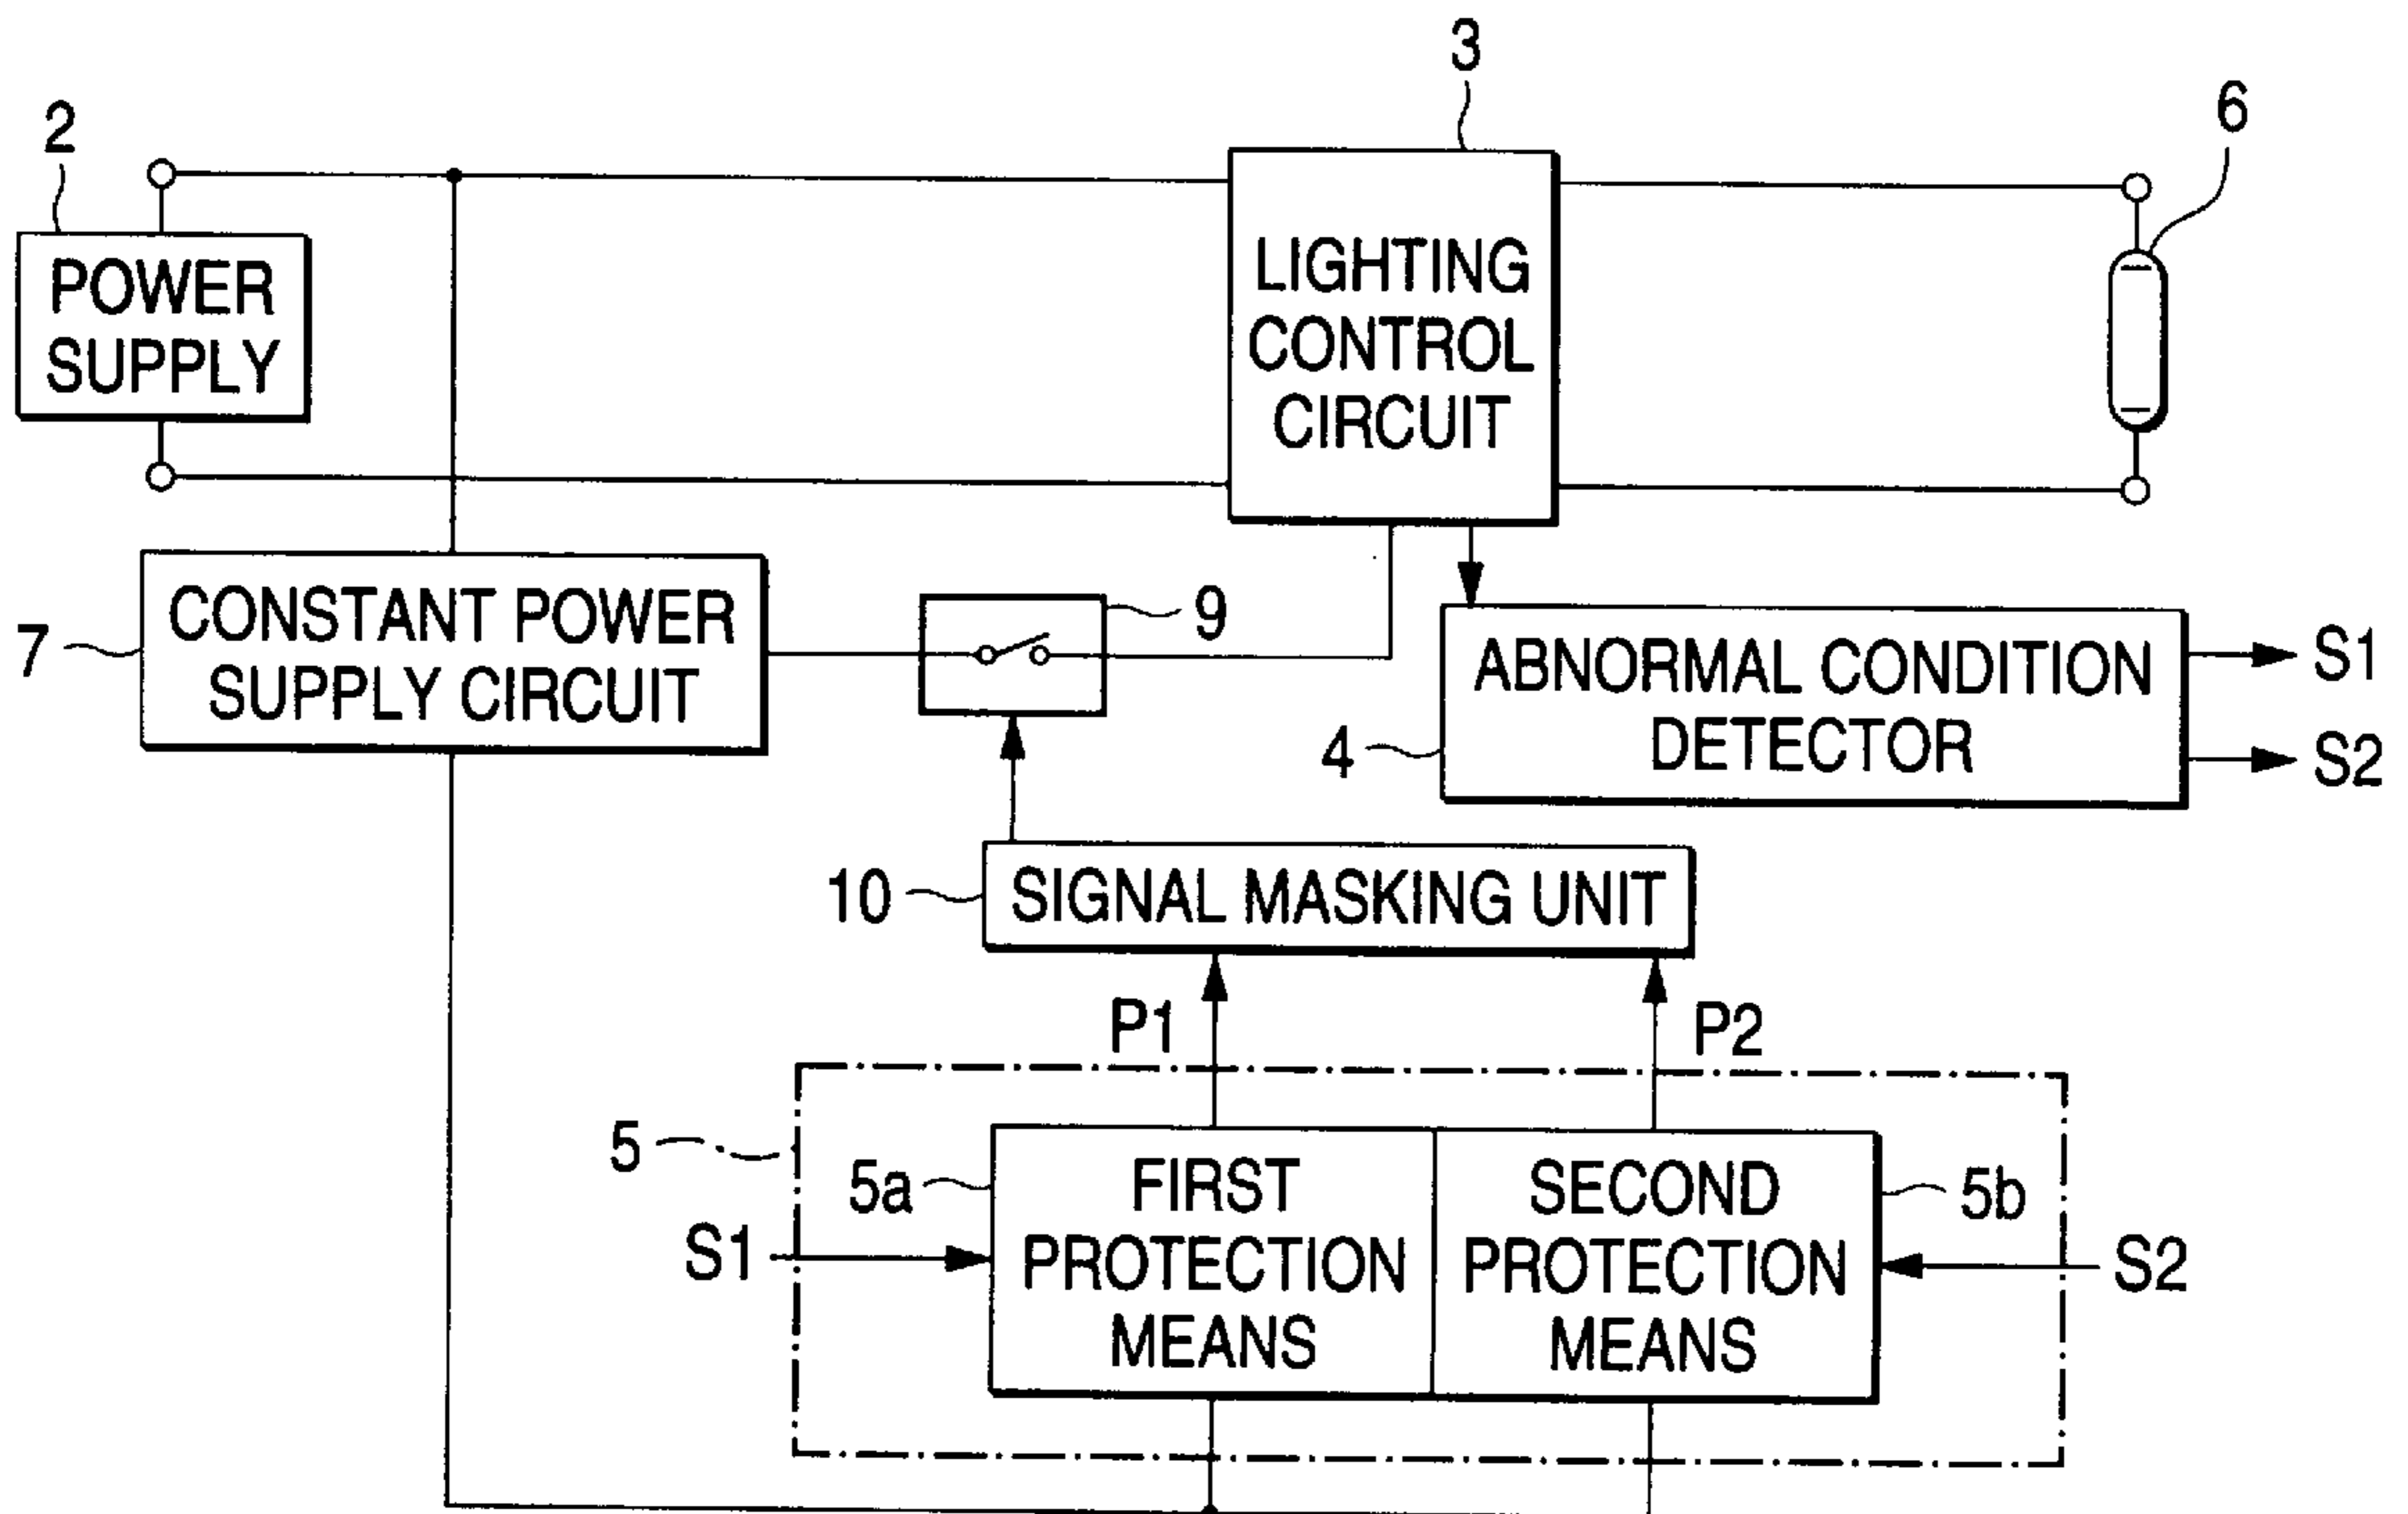 3
6
2
POWER
SUPPLY
LIGHTING
CONTROL
CIRCUIT
7
CONSTANT POWER
SUPPLY CIRCUIT
9
4
ABNORMAL CONDITION
DETECTOR
S1
S2
10
SIGNAL MASKING UNIT
P1
P2
5
5a
FIRST
PROTECTION
MEANS
SECOND
PROTECTION
MEANS
5b
S1
S2